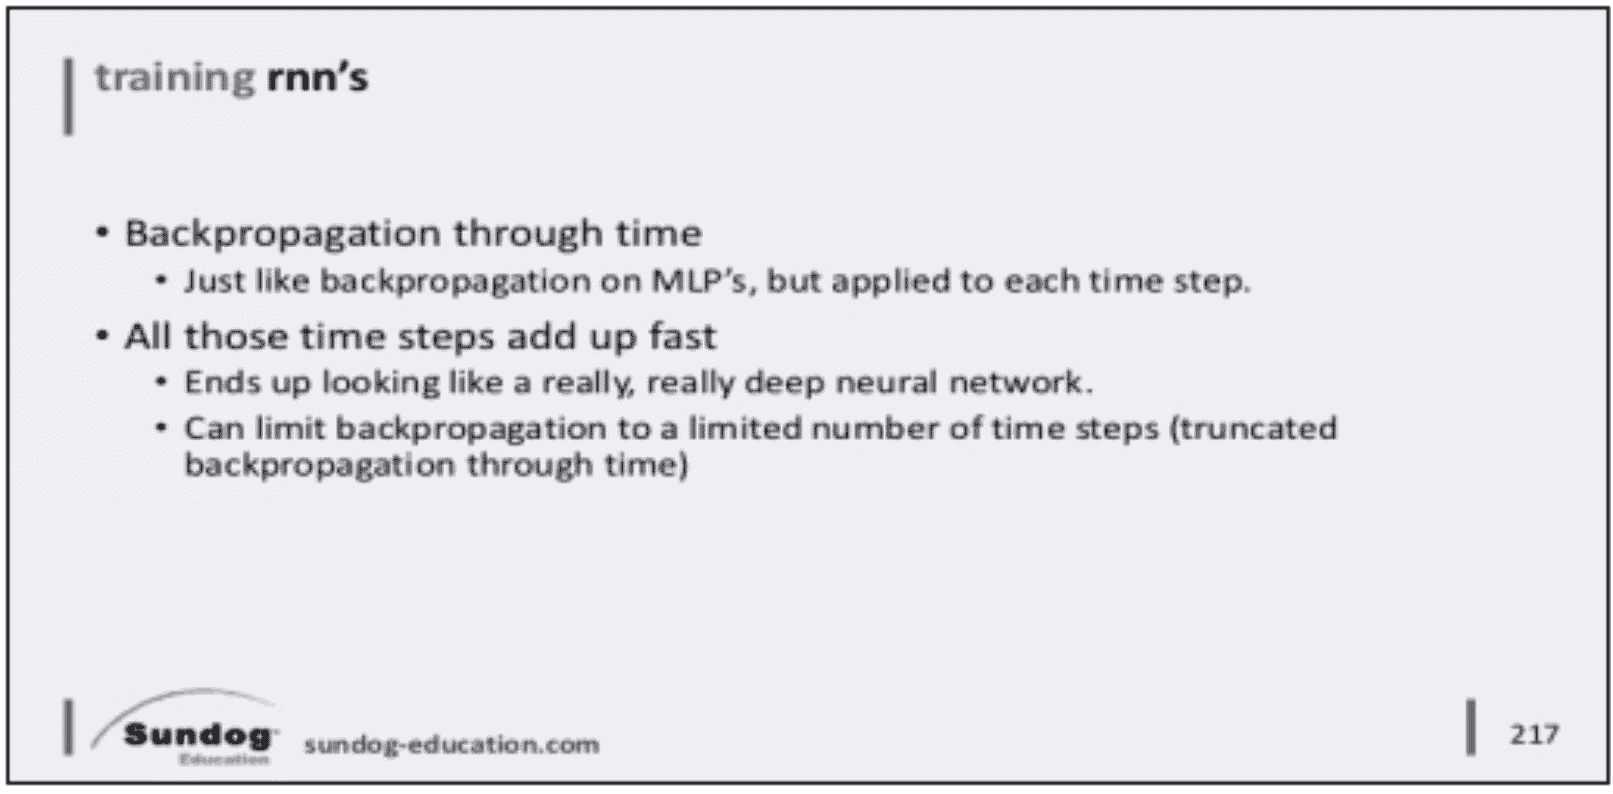 training rnn's
• Backpropagation through time
• Just like backpropagation on MLP's, but applied to each time step.
• All those time steps add up fast
• Ends up looking like a really, really deep neural network.
• Can limit backpropagation to a limited number of time steps (truncated
backpropagation through time)
Sundog
Education
sundog-education.com
217